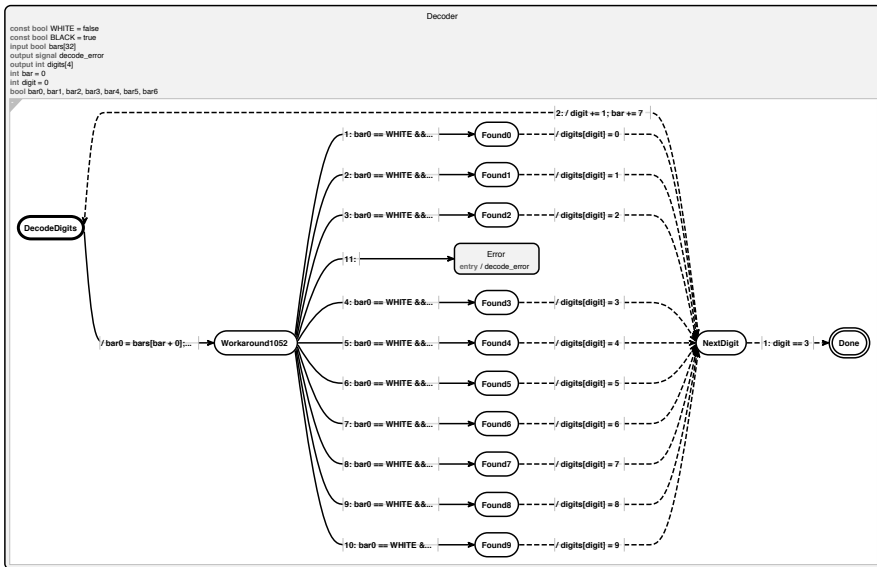 Decoder
const bool WHITE = false
const bool BLACK = true
input bool bars[32]
output signal decode_error
output int digits[4]
int bar = 0
int digit = 0
bool bar0, bar1, bar2, bar3, bar4, bar5, bar6
2: / digit += 1; bar += 7
1: bar0 == WHITE &&... Found0 / digits[digit] = 0
2: bar0 == WHITE &&... Found1 / digits[digit] = 1
3: bar0 == WHITE &&... Found2 / digits[digit] = 2
DecodeDigits
11: Error
entry / decode_error
4: bar0 == WHITE &&... Found3 / digits[digit] = 3
/ bar0 = bars[bar + 0];... Workaround1052 5: bar0 == WHITE &&... Found4 / digits[digit] = 4 NextDigit 1: digit == 3 Done
6: bar0 == WHITE &&... Found5 / digits[digit] = 5
7: bar0 == WHITE &&... Found6 / digits[digit] = 6
8: bar0 == WHITE &&... Found7 / digits[digit] = 7
9: bar0 == WHITE &&... Found8 / digits[digit] = 8
10: bar0 == WHITE &... Found9 / digits[digit] = 9